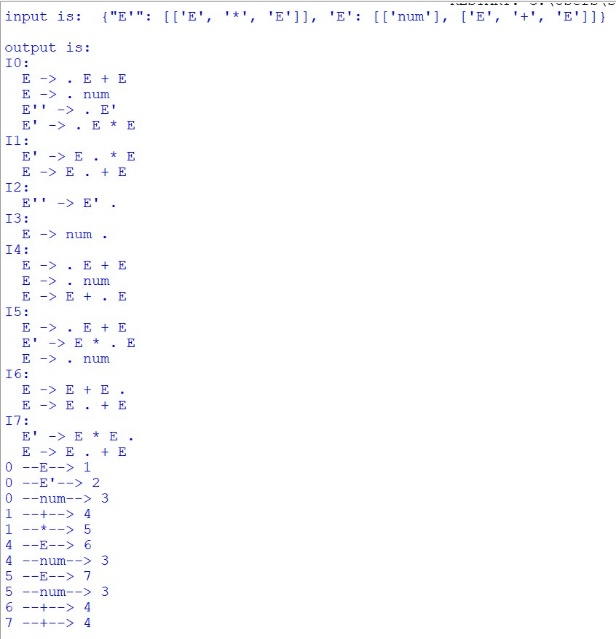 input is:  {"E'": [['E', '*', 'E']], 'E': [['num'], ['E', '+', 'E']]}
output is:
I0:
E -> . E + E
E -> . num
E'' -> . E'
E' -> . E * E
I1:
E' -> E . * E
E -> E . + E
I2:
E'' -> E' .
I3:
E -> num .
I4:
E -> . E + E
E -> . num
E -> E + . E
I5:
E -> . E + E
E' -> E * . E
E -> . num
I6:
E -> E + E .
E -> E . + E
I7:
E' -> E * E .
E -> E . + E
0 --E--> 1
0 --E'--> 2
0 --num--> 3
1 --+--> 4
1 --*--> 5
4 --E--> 6
4 --num--> 3
5 --E--> 7
5 --num--> 3
6 --+--> 4
7 --+--> 4